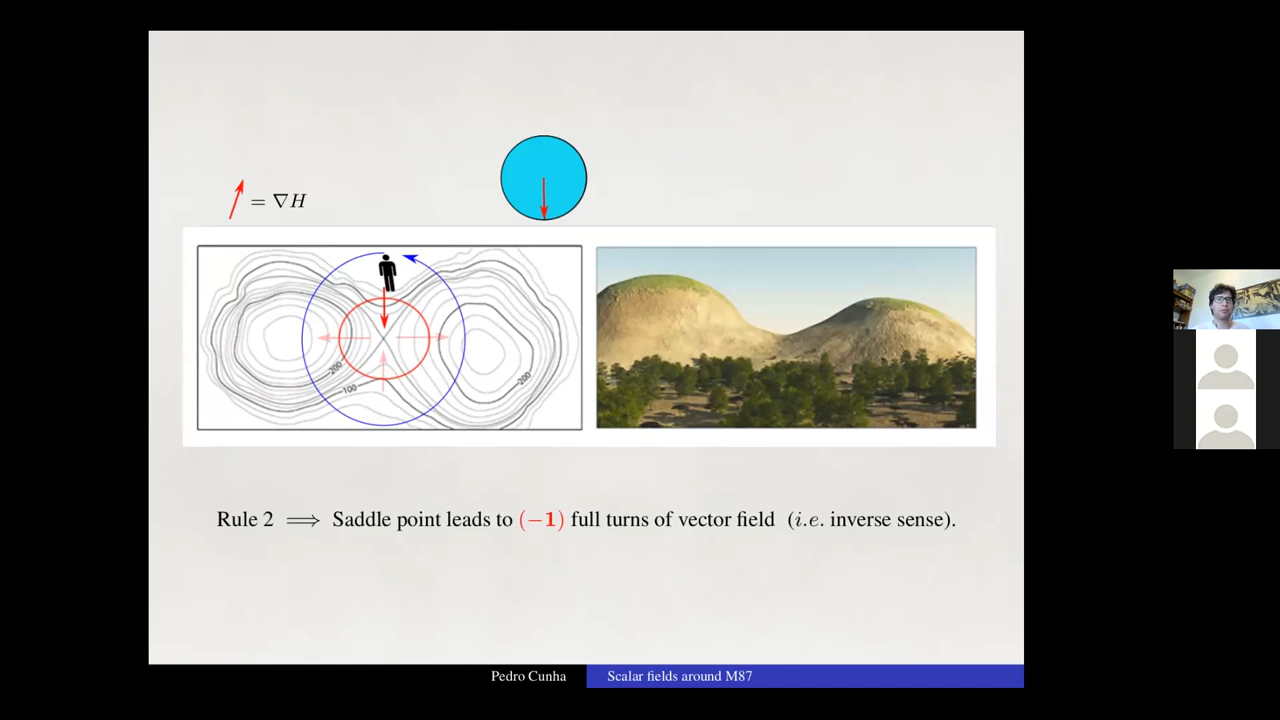 = ∇H
200
100
200
Rule 2 ⟹ Saddle point leads to (−1) full turns of vector field (i.e. inverse sense).
Pedro Cunha
Scalar fields around M87